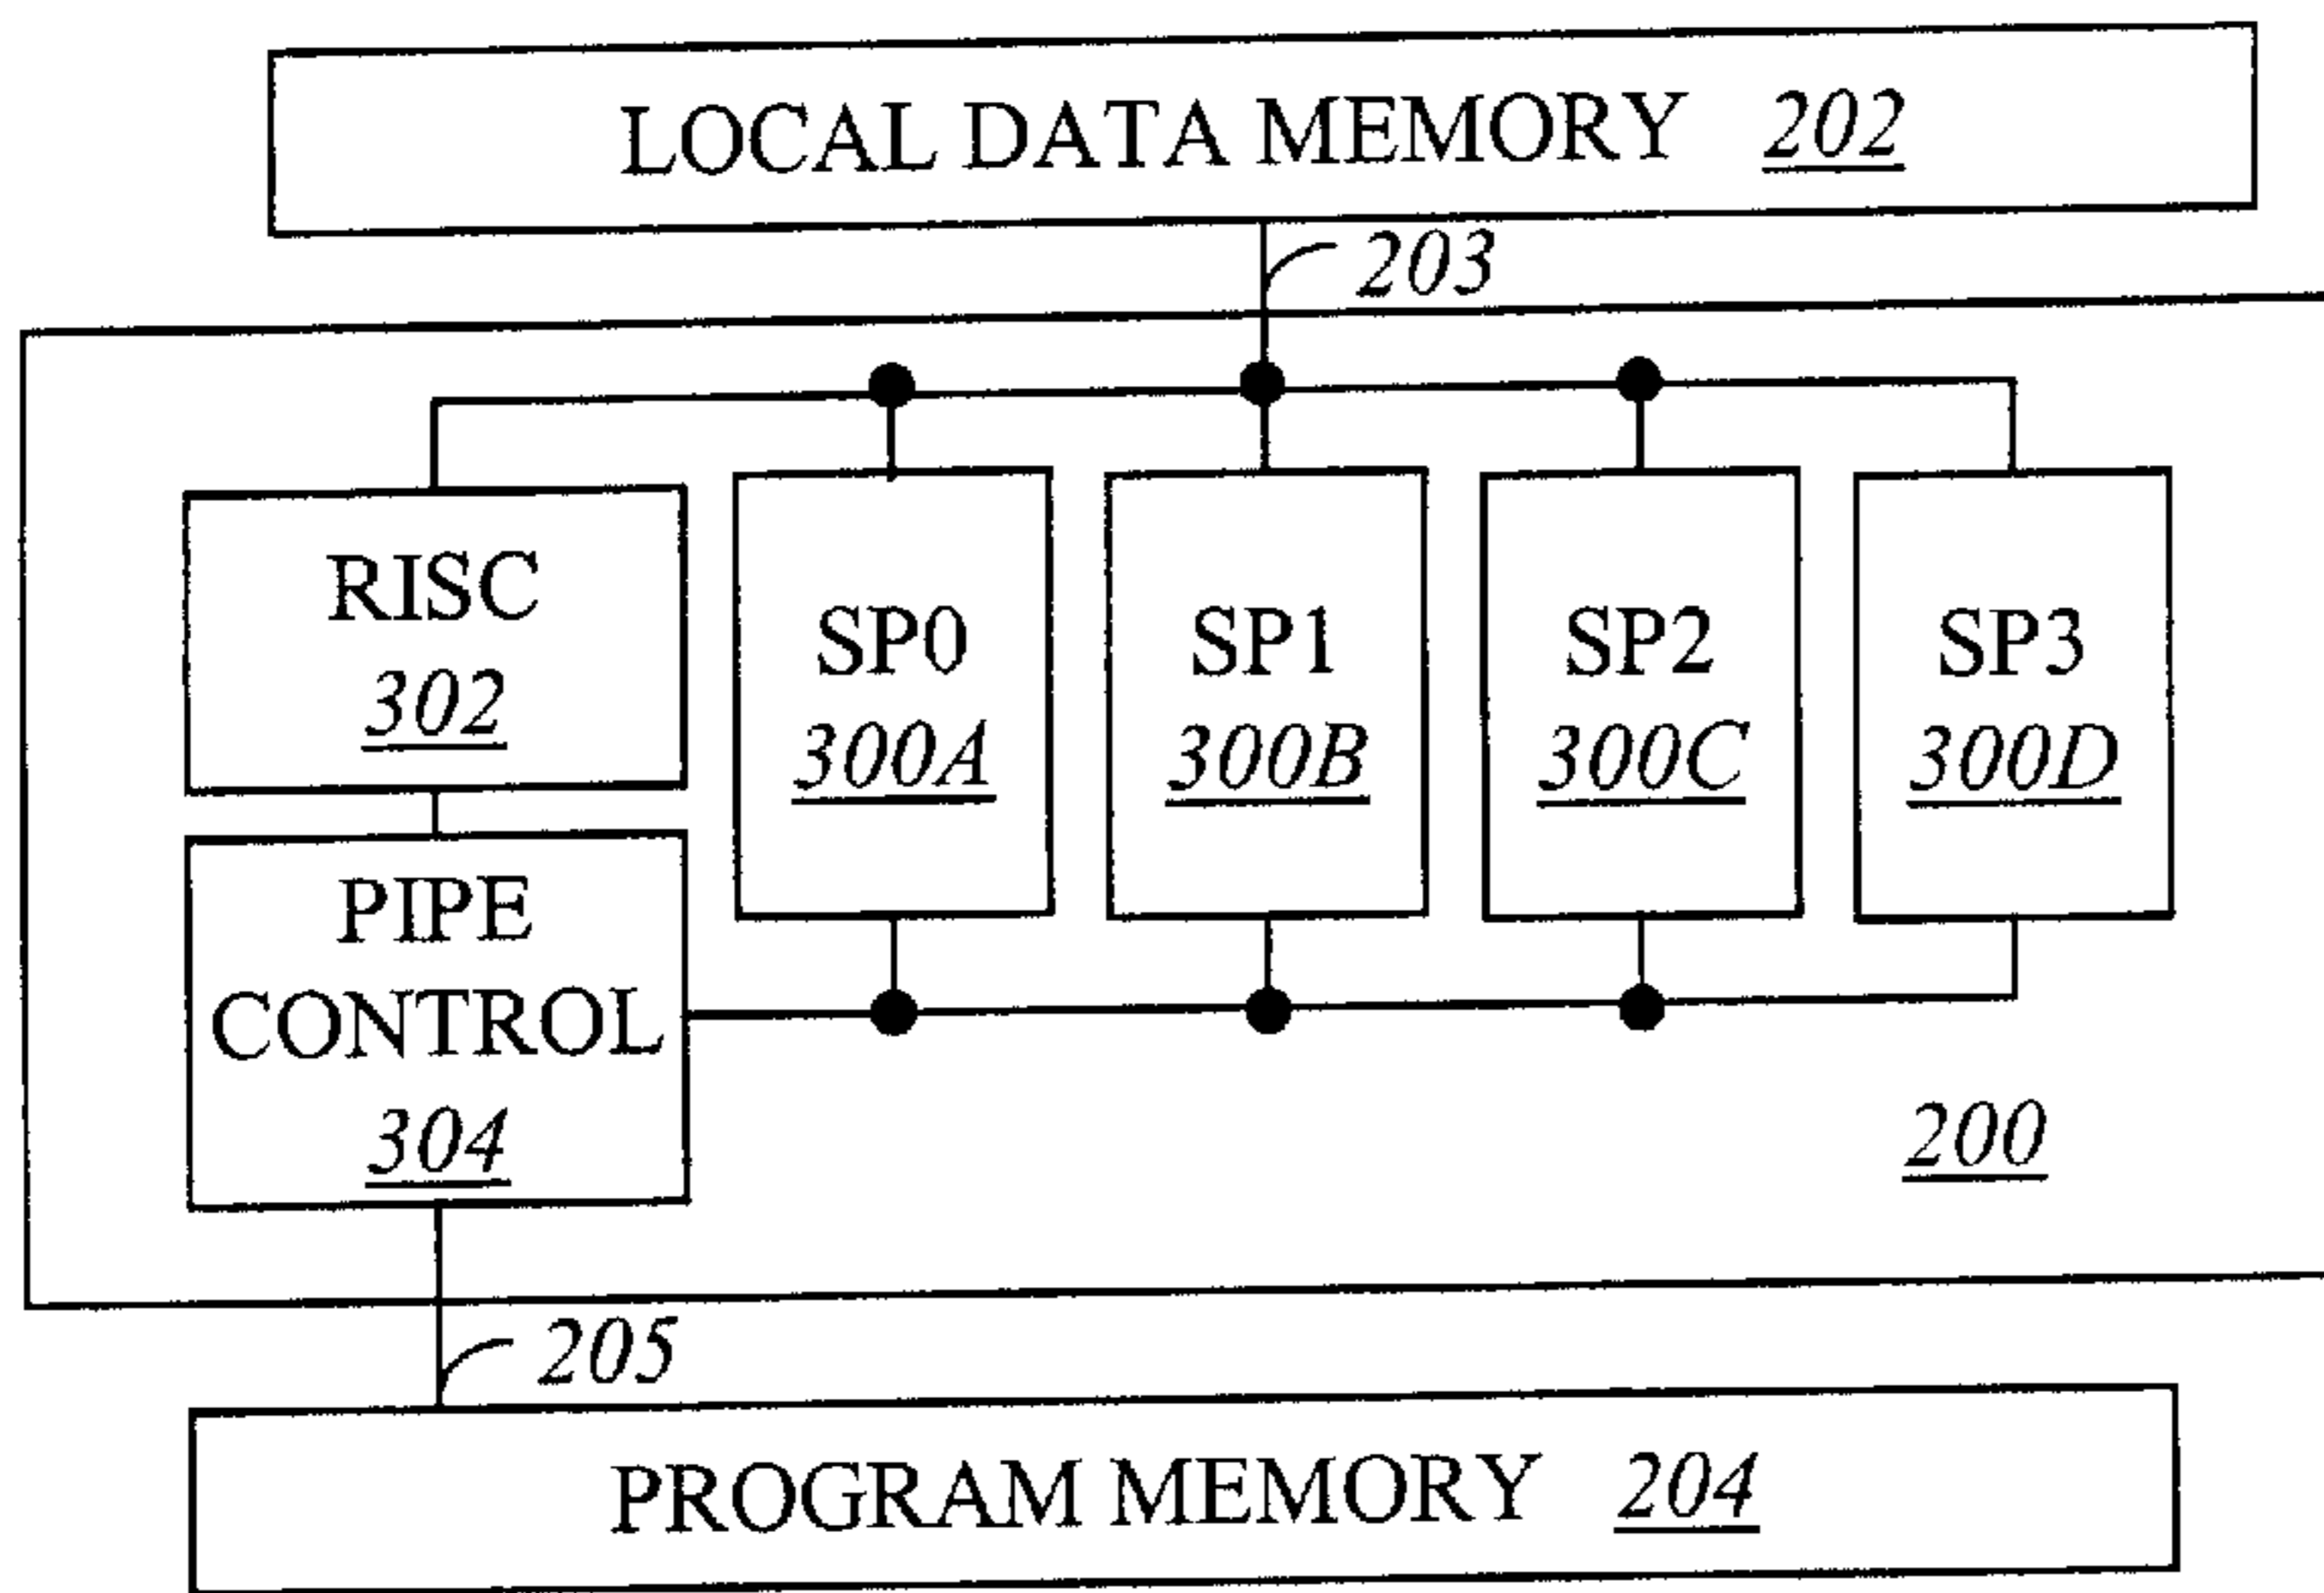 LOCAL DATA MEMORY 202
203
RISC
302
SP0
300A
SP1
300B
SP2
300C
SP3
300D
PIPE
CONTROL
304
200
205
PROGRAM MEMORY 204